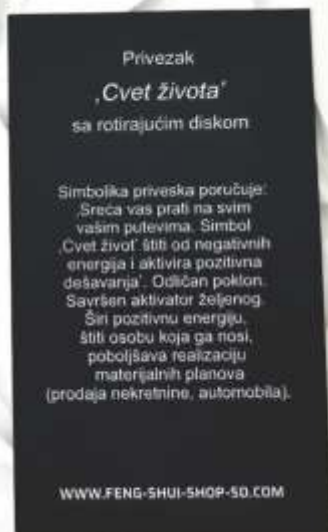 Privezak
‚Cvet života'
sa rotirajućim diskom
Simbolika priveska poručuje:
‚Sreća vas prati na svim
vašim putevima. Simbol
‚Cvet život' štiti od negativnih
energija i aktivira pozitivna
dešavanja'. Odličan poklon.
Savršen aktivator željenog.
Širi pozitivnu energiju,
štiti osobu koja ga nosi,
poboljšava realizaciju
materijalnih planova
(prodaja nekretnine, automobila).
WWW.FENG-SHUI-SHOP-SD.COM